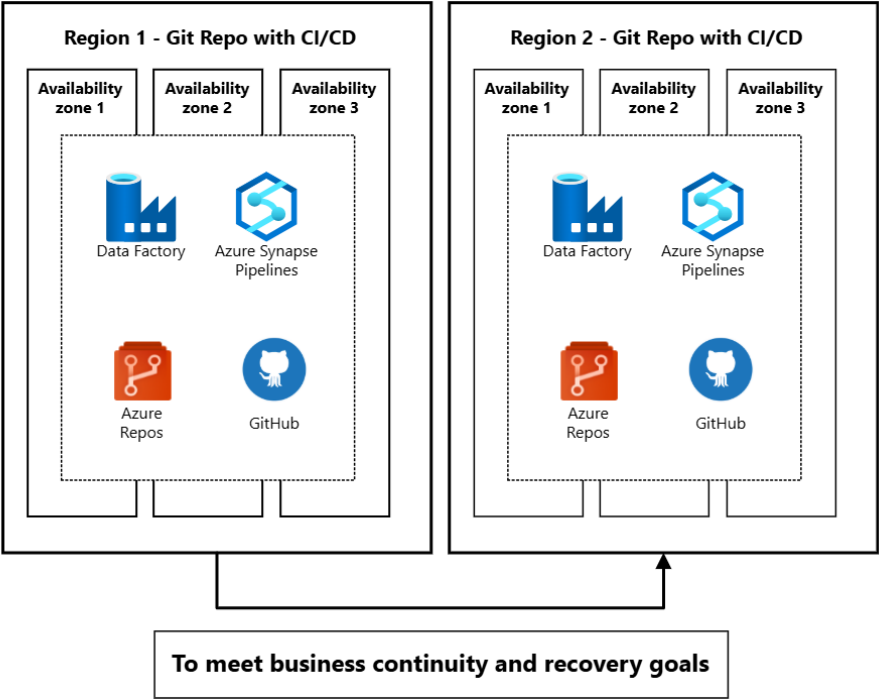 Region 1 - Git Repo with CI/CD
Availability
zone 1
Availability
zone 2
Availability
zone 3
Data Factory
Azure Synapse
Pipelines
Azure
Repos
GitHub
Region 2 - Git Repo with CI/CD
Availability
zone 1
Availability
zone 2
Availability
zone 3
Data Factory
Azure Synapse
Pipelines
Azure
Repos
GitHub
To meet business continuity and recovery goals